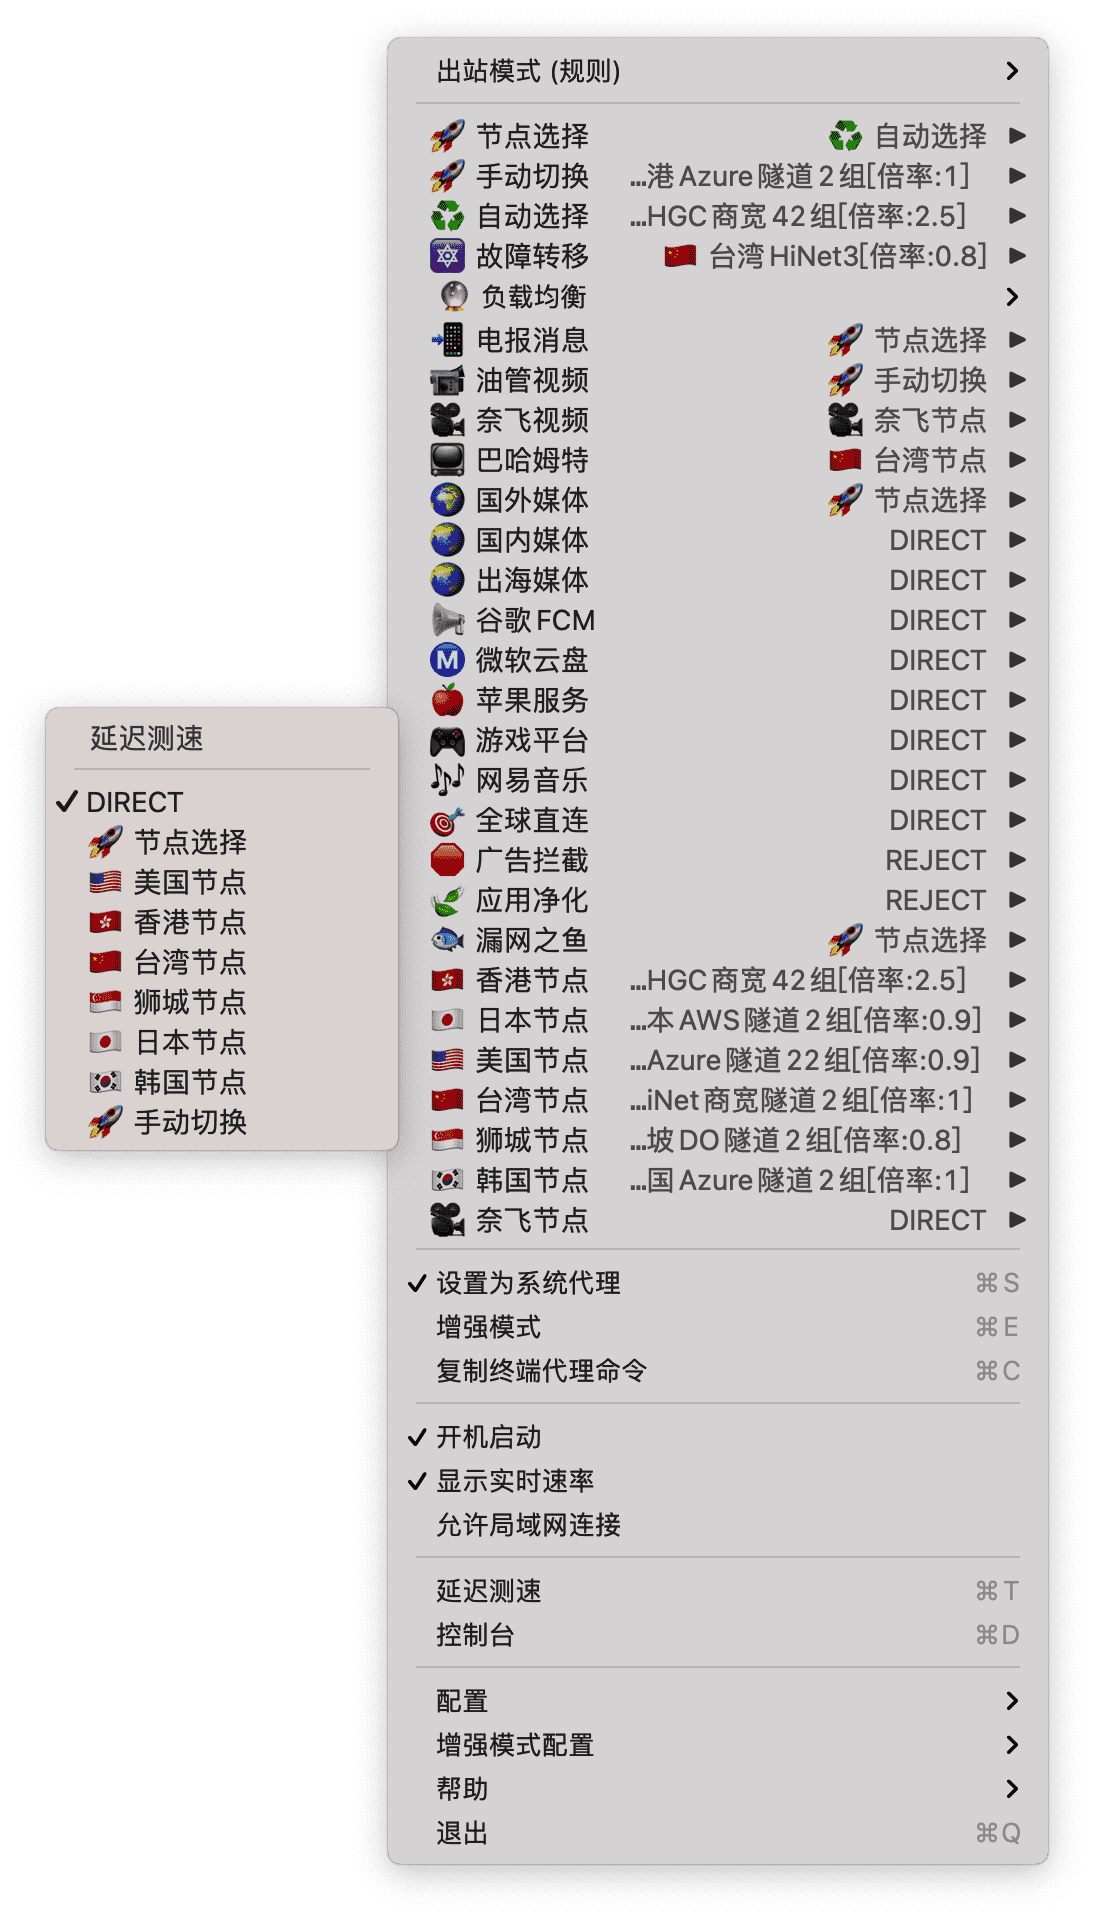 出站模式 (规则)
节点选择 自动选择
手动切换 ...港 Azure 隧道 2 组[倍率:1]
自动选择 ...HGC 商宽 42 组[倍率:2.5]
故障转移 台湾 HiNet3[倍率:0.8]
负载均衡
电报消息 节点选择
油管视频 手动切换
奈飞视频 奈飞节点
巴哈姆特 台湾节点
国外媒体 节点选择
国内媒体 DIRECT
出海媒体 DIRECT
谷歌 FCM DIRECT
微软云盘 DIRECT
苹果服务 DIRECT
游戏平台 DIRECT
网易音乐 DIRECT
全球直连 DIRECT
广告拦截 REJECT
应用净化 REJECT
漏网之鱼 节点选择
香港节点 ...HGC 商宽 42 组[倍率:2.5]
日本节点 ...本 AWS 隧道 2 组[倍率:0.9]
美国节点 ...Azure 隧道 22 组[倍率:0.9]
台湾节点 ...iNet 商宽隧道 2 组[倍率:1]
狮城节点 ...坡 DO 隧道 2 组[倍率:0.8]
韩国节点 ...国 Azure 隧道 2 组[倍率:1]
奈飞节点 DIRECT
设置为系统代理 ⌘S
增强模式 ⌘E
复制终端代理命令 ⌘C
开机启动
显示实时速率
允许局域网连接
延迟测速 ⌘T
控制台 ⌘D
配置
增强模式配置
帮助
退出 ⌘Q
延迟测速
DIRECT
节点选择
美国节点
香港节点
台湾节点
狮城节点
日本节点
韩国节点
手动切换